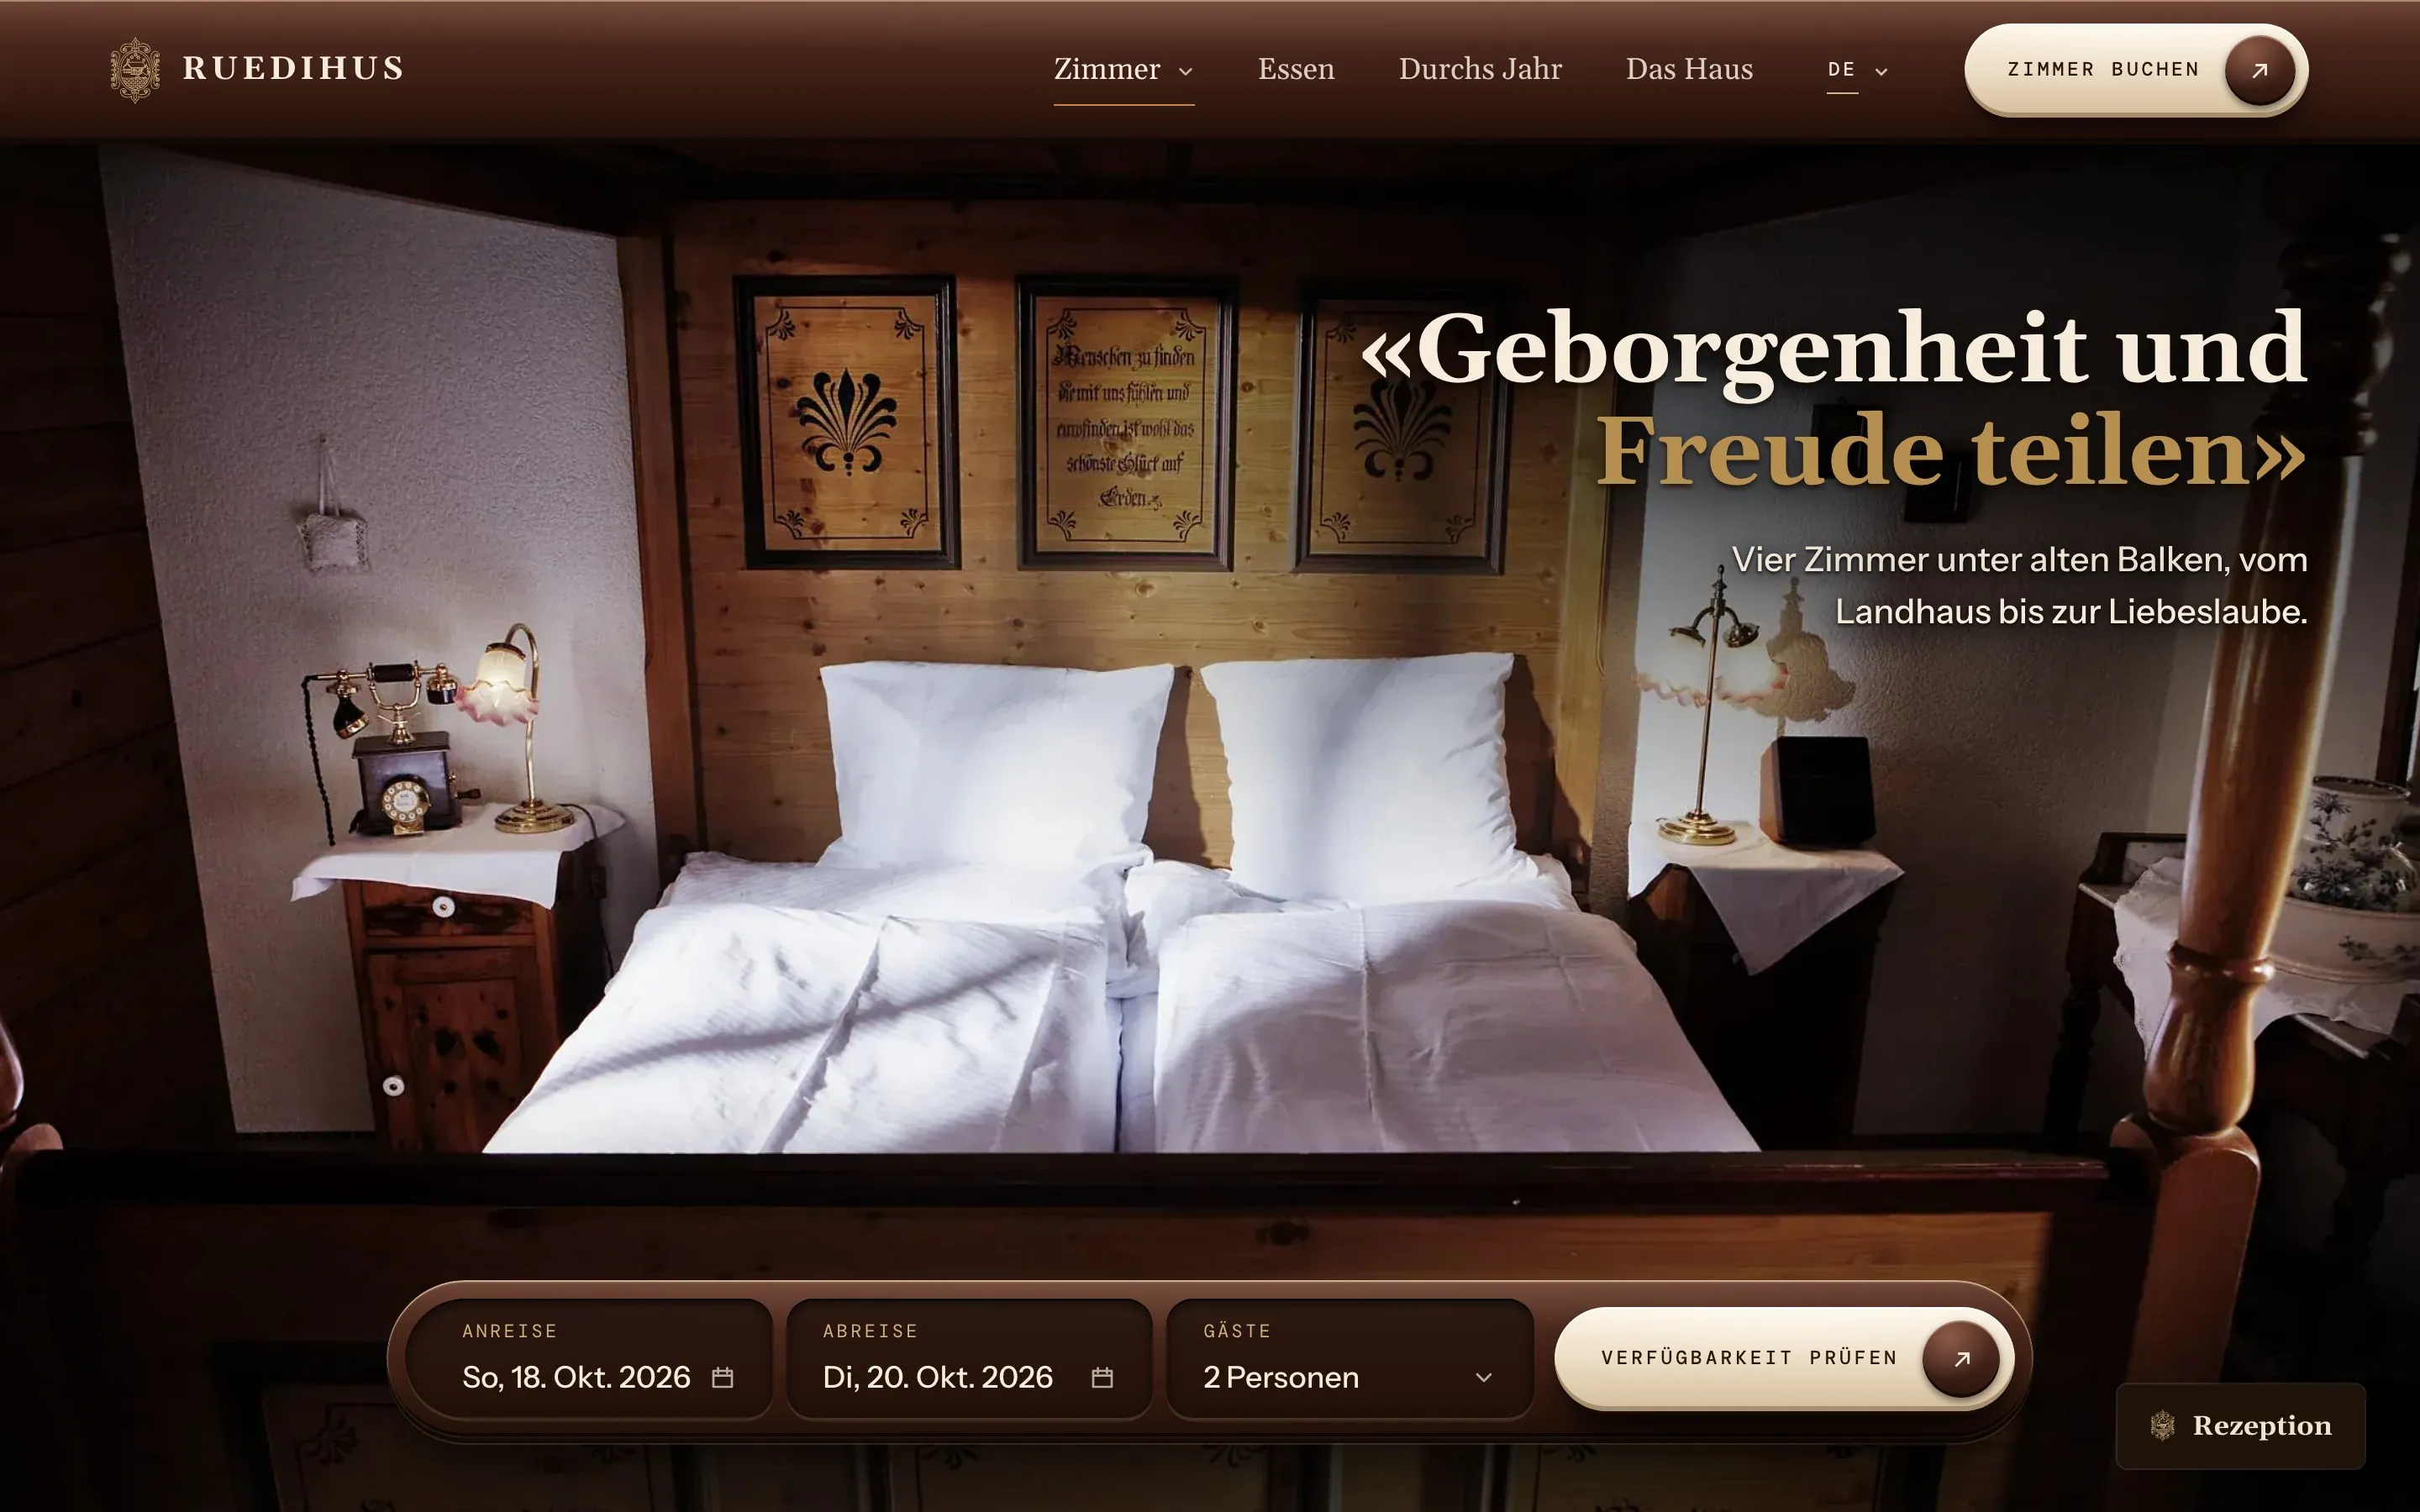 RUEDIHUS
Zimmer
Essen
Durchs Jahr
Das Haus
DE
ZIMMER BUCHEN
Menschen zu finden
die mit uns fühlen und
empfinden, ist wohl das
schönste Glück auf
Erden.
«Geborgenheit und
Freude teilen»
Vier Zimmer unter alten Balken, vom
Landhaus bis zur Liebeslaube.
ANREISE
So, 18. Okt. 2026
ABREISE
Di, 20. Okt. 2026
GÄSTE
2 Personen
VERFÜGBARKEIT PRÜFEN
Rezeption